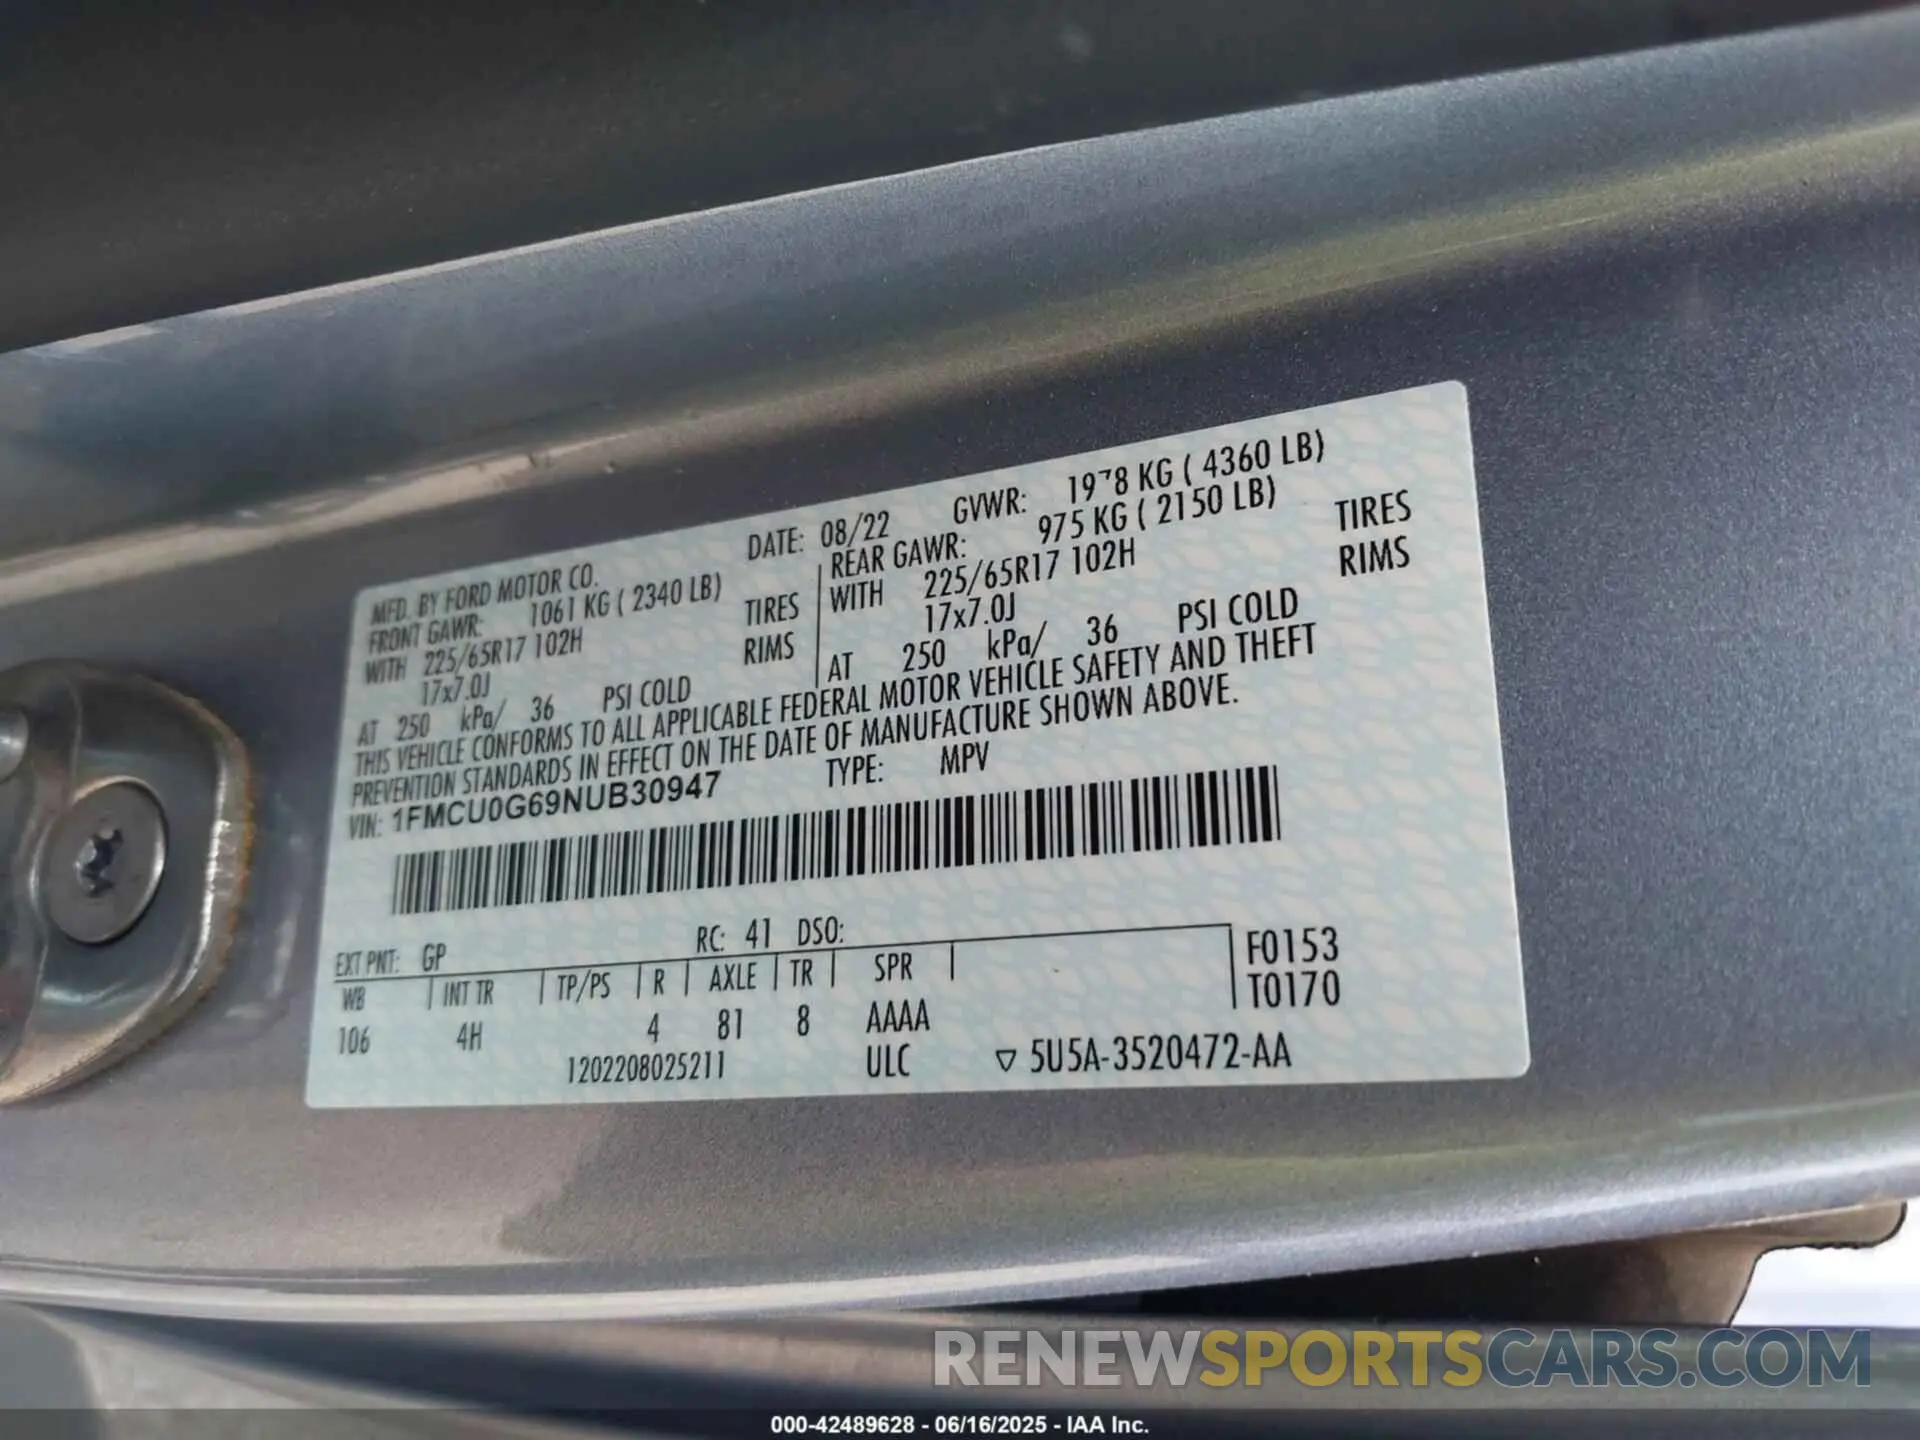 MFD. BY FORD MOTOR CO. DATE: 08/22 GVWR: 1978 KG ( 4360 LB)
FRONT GAWR: 1061 KG ( 2340 LB) REAR GAWR: 975 KG ( 2150 LB)
WITH 225/65R17 102H TIRES WITH 225/65R17 102H TIRES
17x7.0J RIMS 17x7.0J RIMS
AT 250 kPa/ 36 PSI COLD AT 250 kPa/ 36 PSI COLD
THIS VEHICLE CONFORMS TO ALL APPLICABLE FEDERAL MOTOR VEHICLE SAFETY AND THEFT
PREVENTION STANDARDS IN EFFECT ON THE DATE OF MANUFACTURE SHOWN ABOVE.
VIN: 1FMCU0G69NUB30947 TYPE: MPV
EXT PNT: GP RC: 41 DSO: F0153
WB INT TR TP/PS R AXLE TR SPR T0170
106 4H 4 81 8 AAAA
1202208025211 ULC ▽ 5U5A-3520472-AA
RENEWSPORTSCARS.COM
000-42489628 - 06/16/2025 - IAA Inc.